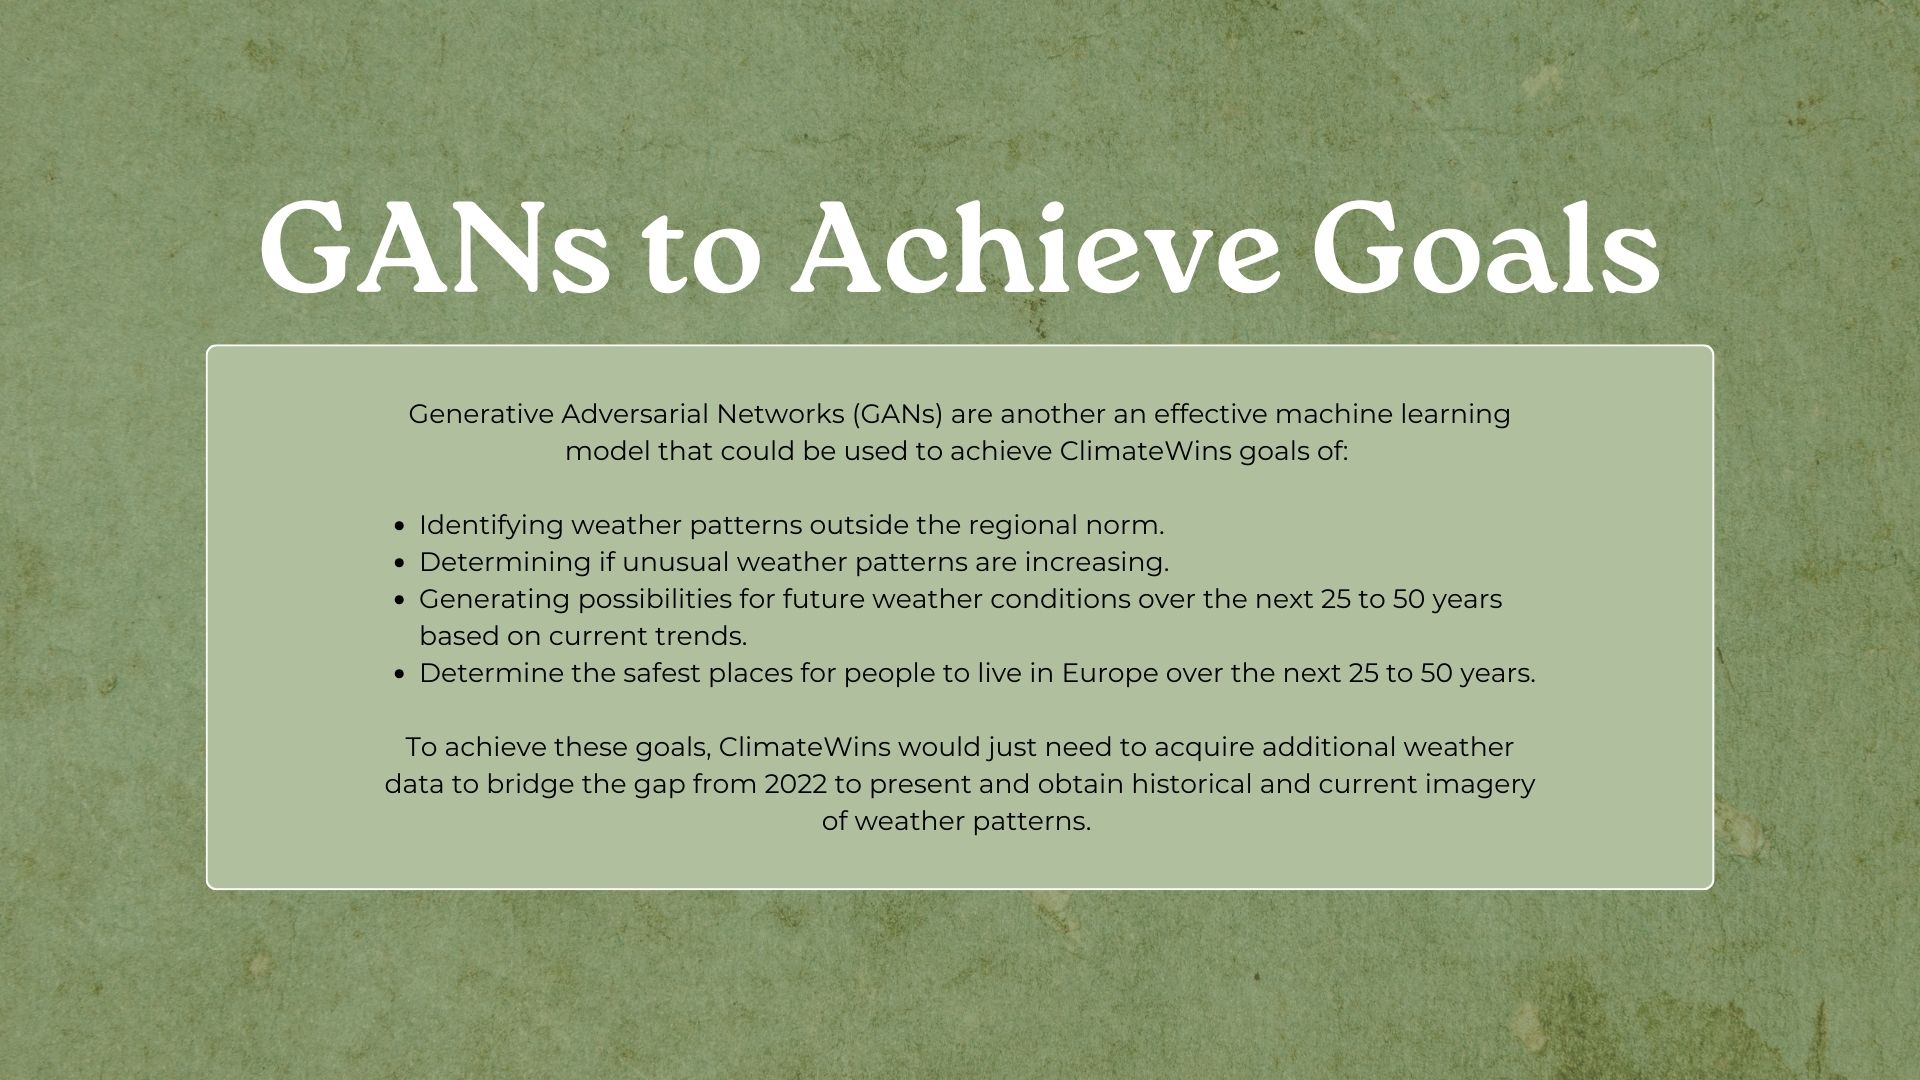 GANs to Achieve Goals
Generative Adversarial Networks (GANs) are another an effective machine learning
model that could be used to achieve ClimateWins goals of:
• Identifying weather patterns outside the regional norm.
• Determining if unusual weather patterns are increasing.
• Generating possibilities for future weather conditions over the next 25 to 50 years
based on current trends.
• Determine the safest places for people to live in Europe over the next 25 to 50 years.
To achieve these goals, ClimateWins would just need to acquire additional weather
data to bridge the gap from 2022 to present and obtain historical and current imagery
of weather patterns.